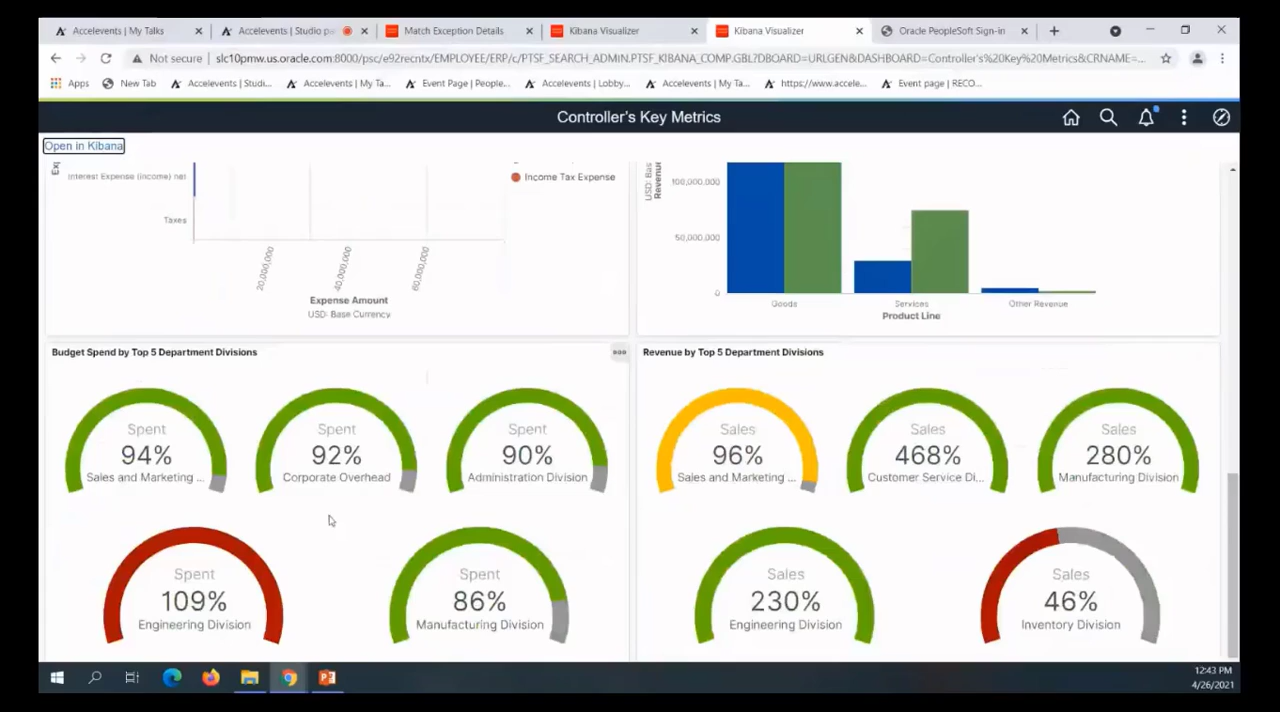 Accelevents | My Talks
Accelevents | Studio pa
Match Exception Details
Kibana Visualizer
Kibana Visualizer
Oracle PeopleSoft Sign-in
Not secure | slc10pmw.us.oracle.com:8000/psc/e92recntx/EMPLOYEE/ERP/c/PTSF_SEARCH_ADMIN.PTSF_KIBANA_COMP.GBL?DBOARD=URLGEN&DASHBOARD=Controller's%20Key%20Metrics&CRNAME=...
Apps
New Tab
Accelevents | Studi...
Accelevents | My Ta...
Event Page | People...
Accelevents | Lobby...
Accelevents | My Ta...
https://www.accele...
Event page | RECO...
Controller's Key Metrics
Open in Kibana
Interest Expense (Income) net
Taxes
20,000,000
40,000,000
60,000,000
Expense Amount
USD: Base Currency
Income Tax Expense
USD: Bas
Revenu
100,000,000
50,000,000
0
Goods
Services
Other Revenue
Product Line
Budget Spend by Top 5 Department Divisions
Spent
94%
Sales and Marketing ...
Spent
92%
Corporate Overhead
Spent
90%
Administration Division
Spent
109%
Engineering Division
Spent
86%
Manufacturing Division
Revenue by Top 5 Department Divisions
Sales
96%
Sales and Marketing ...
Sales
468%
Customer Service Di...
Sales
280%
Manufacturing Division
Sales
230%
Engineering Division
Sales
46%
Inventory Division
12:43 PM
4/26/2021